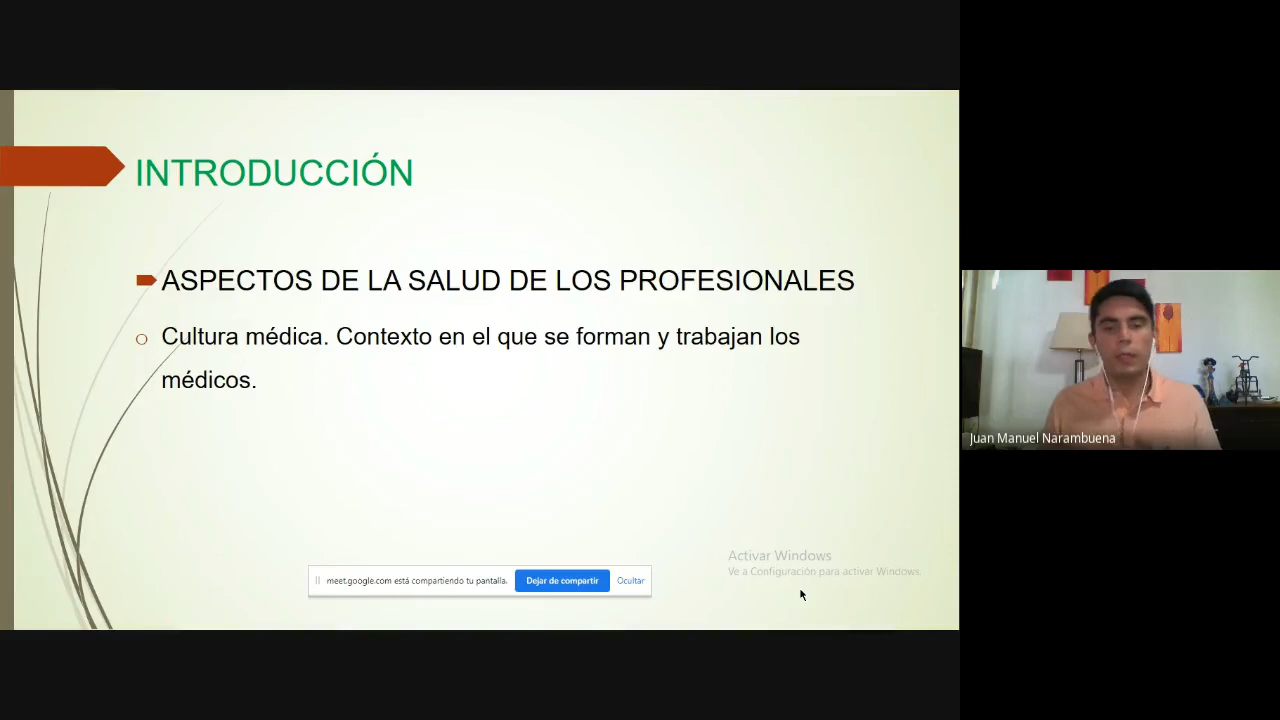 INTRODUCCIÓN
ASPECTOS DE LA SALUD DE LOS PROFESIONALES
Cultura médica. Contexto en el que se forman y trabajan los
médicos.
Juan Manuel Narambuena
Activar Windows
Ve a Configuración para activar Windows.
meet.google.com está compartiendo tu pantalla.
Dejar de compartir
Ocultar